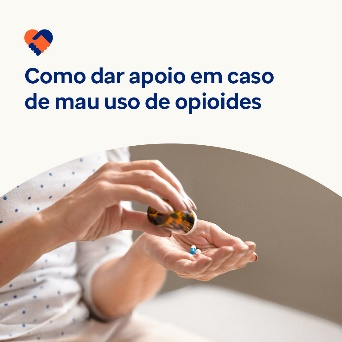 Como dar apoio em caso
de mau uso de opioides